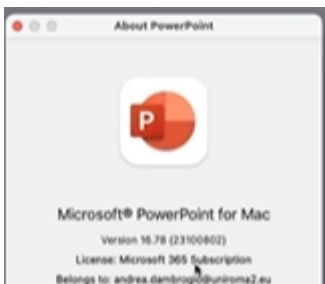 About PowerPoint
P
Microsoft® PowerPoint for Mac
Version 16.78 (23100802)
License: Microsoft 365 Subscription
Belongs to: andrea.dambrogio@uniroma2.eu